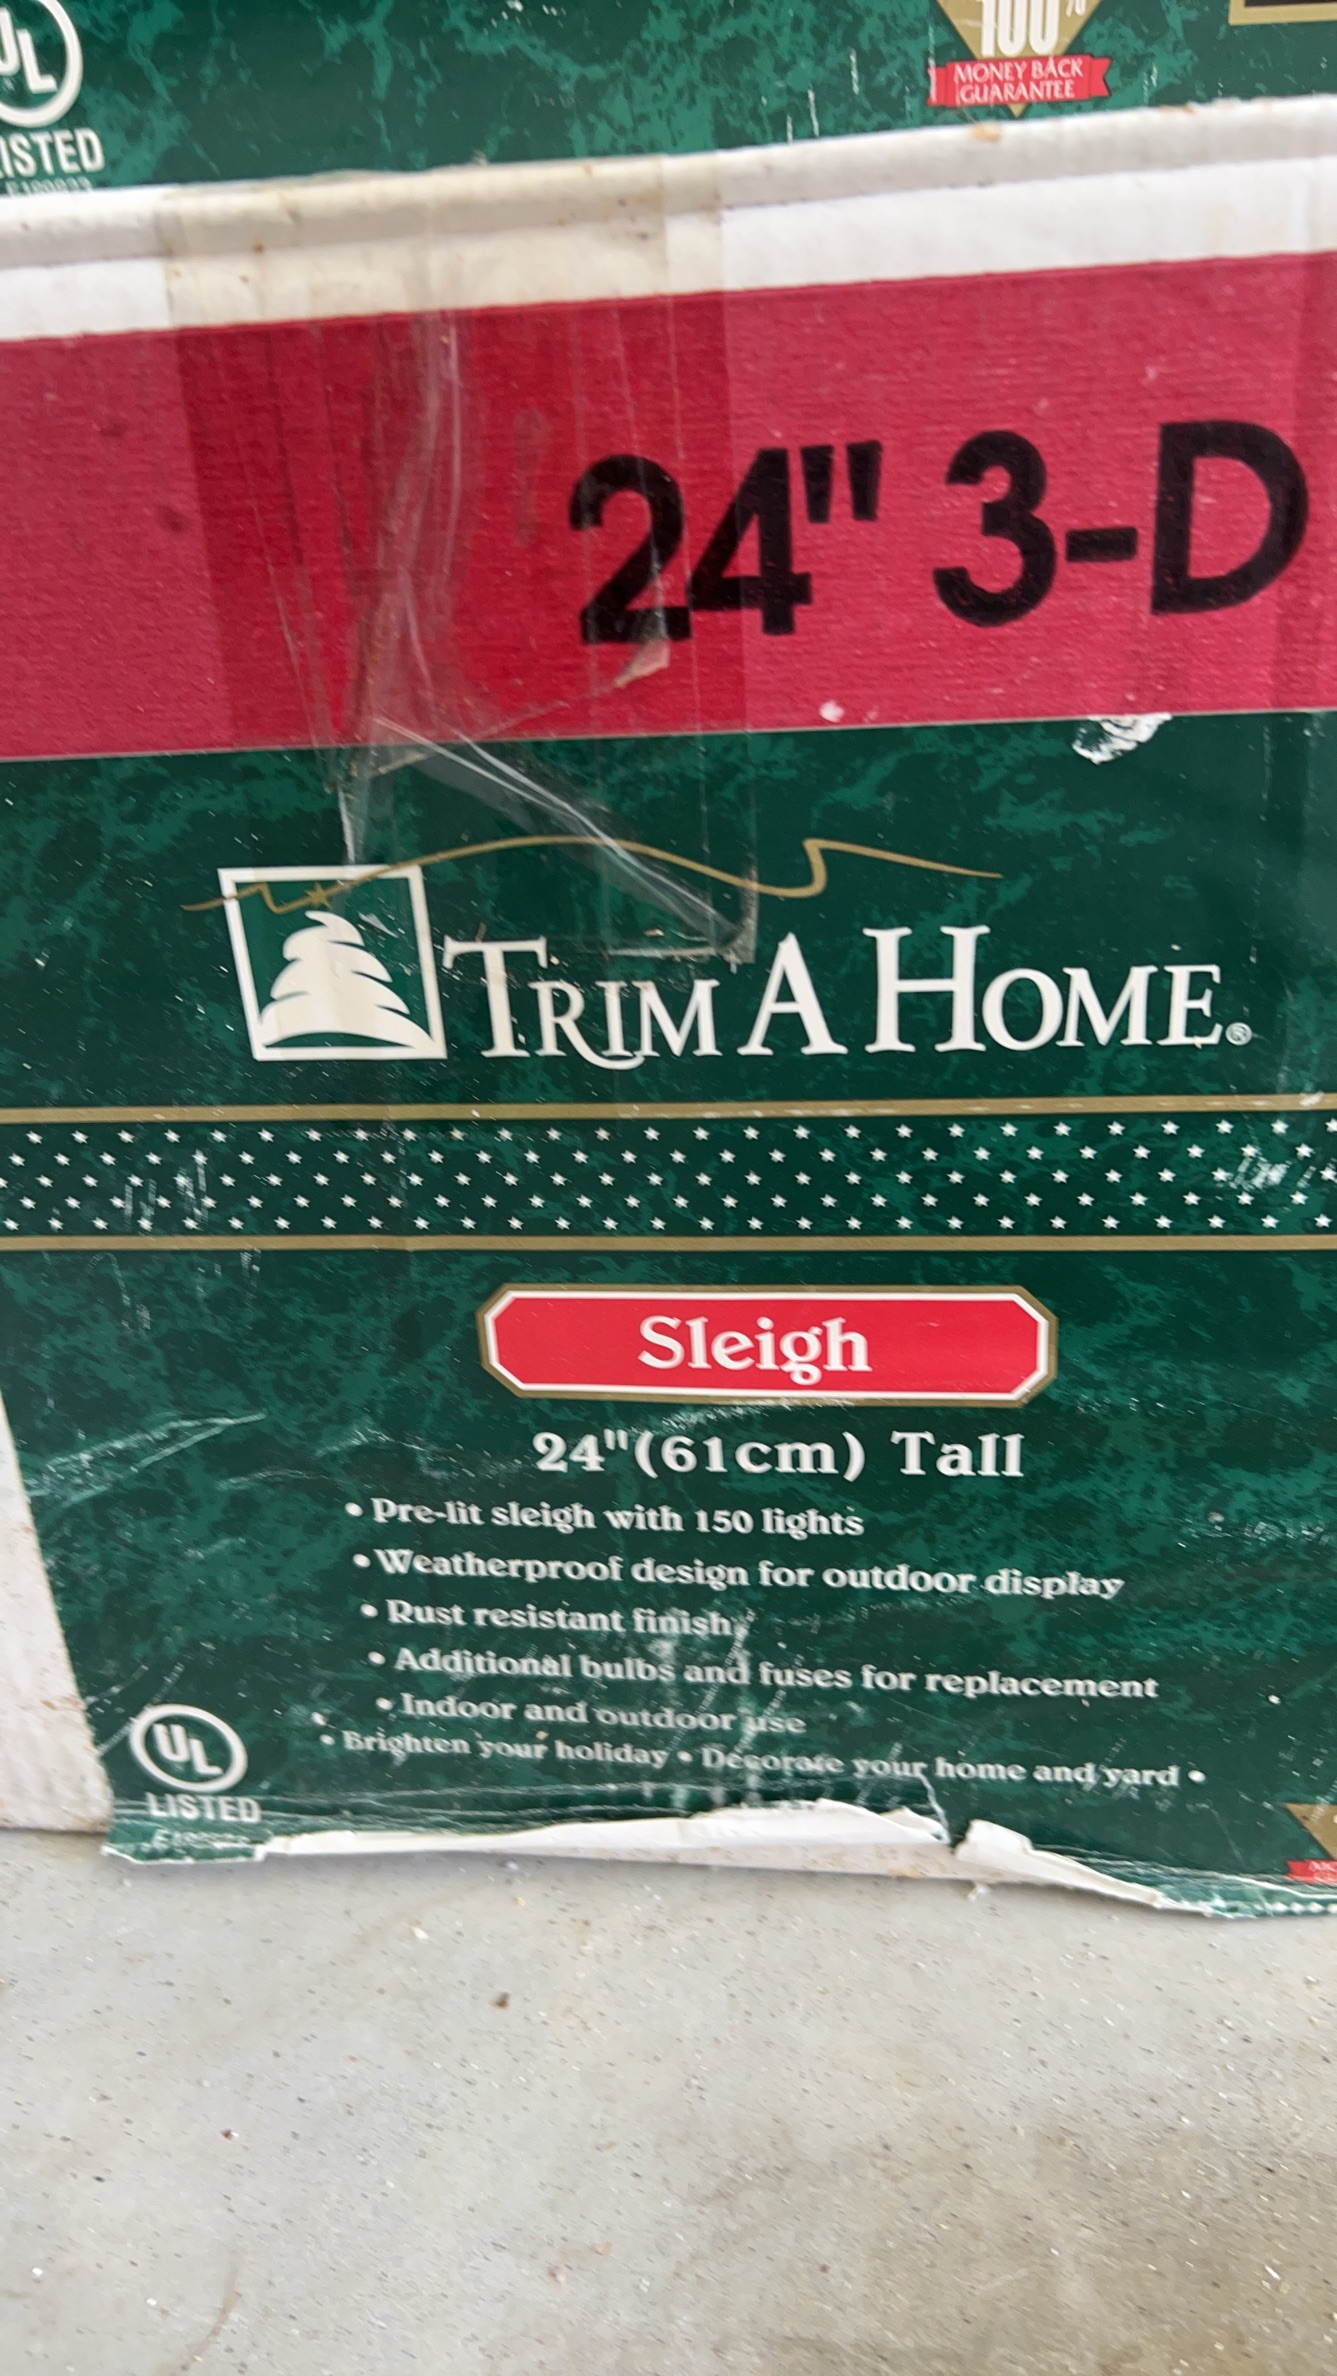 UL
100%
MONEY BACK
GUARANTEE
LISTED
24" 3-D
TRIM A HOME®
Sleigh
24"(61cm) Tall
• Pre-lit sleigh with 150 lights
• Weatherproof design for outdoor display
• Rust resistant finish
• Additional bulbs and fuses for replacement
• Indoor and outdoor use
• Brighten your holiday • Decorate your home and yard •
UL
LISTED